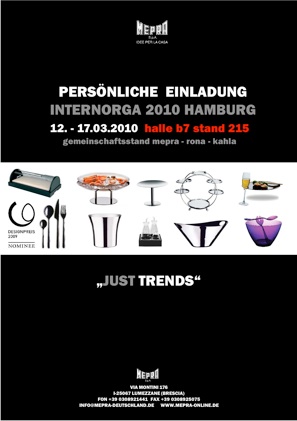 MEPRA
S.p.A.
IDEE PER LA CASA
PERSÖNLICHE EINLADUNG
INTERNORGA 2010 HAMBURG
12. - 17.03.2010 halle b7 stand 215
gemeinschaftsstand mepra - rona - kahla
DESIGNPREIS
2009
NOMINEE
„JUST TRENDS“
MEPRA
S.p.A.
VIA MONTINI 176
I-25067 LUMEZZANE (BRESCIA)
FON +39 0308921441 FAX +39 0308925075
INFO@MEPRA-DEUTSCHLAND.DE WWW.MEPRA-ONLINE.DE